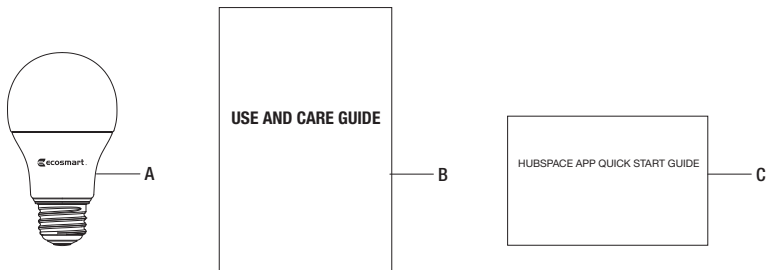 USE AND CARE GUIDE
HUBSPACE APP QUICK START GUIDE
ecosmart
A
B
C